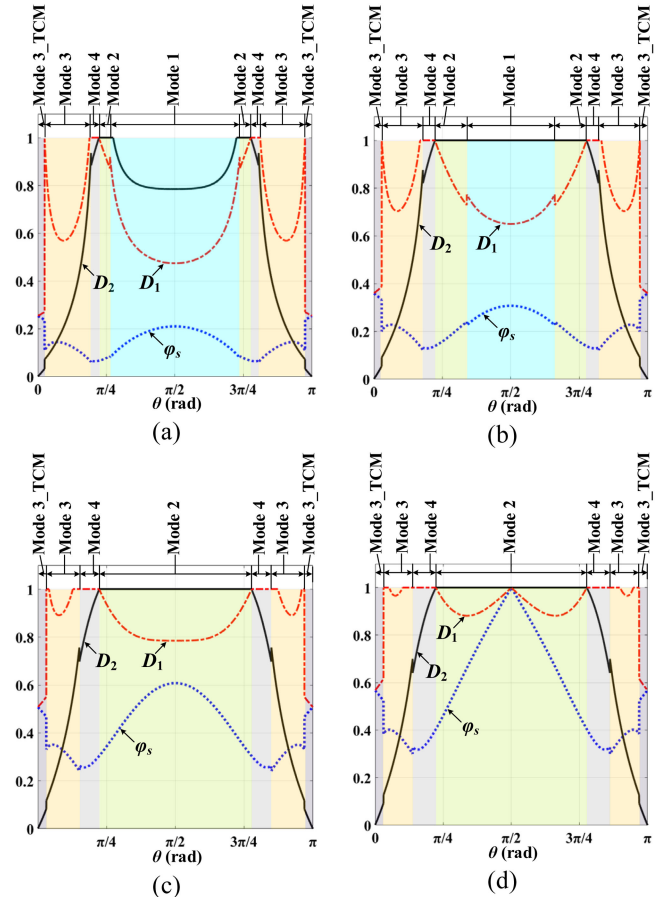 Mode 3_TCM
Mode 3
Mode 4
Mode 2
Mode 1
Mode 2
Mode 4
Mode 3
Mode 3_TCM
1
0.8
0.6
0.4
0.2
0
D2
D1
φs
0
π/4
π/2
3π/4
π
θ (rad)
(a)
Mode 3_TCM
Mode 3
Mode 4
Mode 2
Mode 1
Mode 2
Mode 4
Mode 3
Mode 3_TCM
1
0.8
0.6
0.4
0.2
0
D2
D1
φs
0
π/4
π/2
3π/4
π
θ (rad)
(b)
Mode 3_TCM
Mode 3
Mode 4
Mode 2
Mode 4
Mode 3
Mode 3_TCM
1
0.8
0.6
0.4
0.2
0
D2
D1
φs
0
π/4
π/2
3π/4
π
θ (rad)
(c)
Mode 3_TCM
Mode 3
Mode 4
Mode 2
Mode 4
Mode 3
Mode 3_TCM
1
0.8
0.6
0.4
0.2
0
D1
D2
φs
0
π/4
π/2
3π/4
π
θ (rad)
(d)